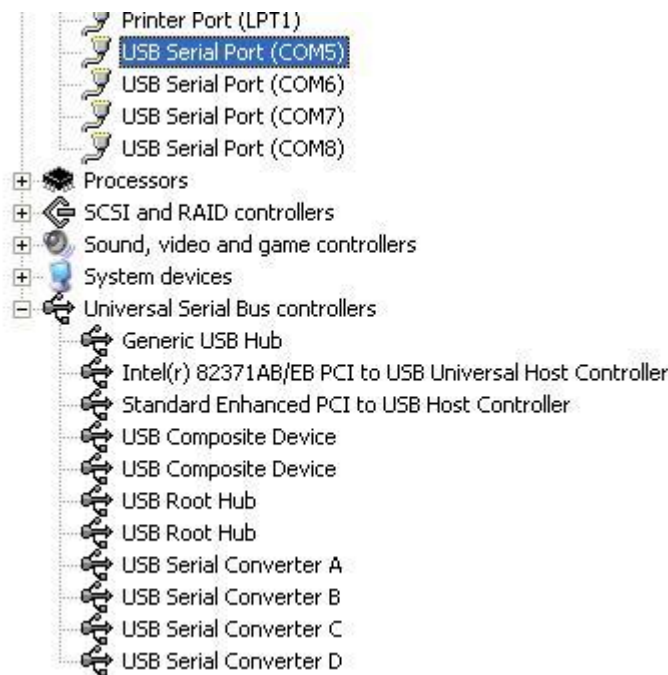 Printer Port (LPT1)
USB Serial Port (COM5)
USB Serial Port (COM6)
USB Serial Port (COM7)
USB Serial Port (COM8)
Processors
SCSI and RAID controllers
Sound, video and game controllers
System devices
Universal Serial Bus controllers
Generic USB Hub
Intel(r) 82371AB/EB PCI to USB Universal Host Controller
Standard Enhanced PCI to USB Host Controller
USB Composite Device
USB Composite Device
USB Root Hub
USB Root Hub
USB Serial Converter A
USB Serial Converter B
USB Serial Converter C
USB Serial Converter D